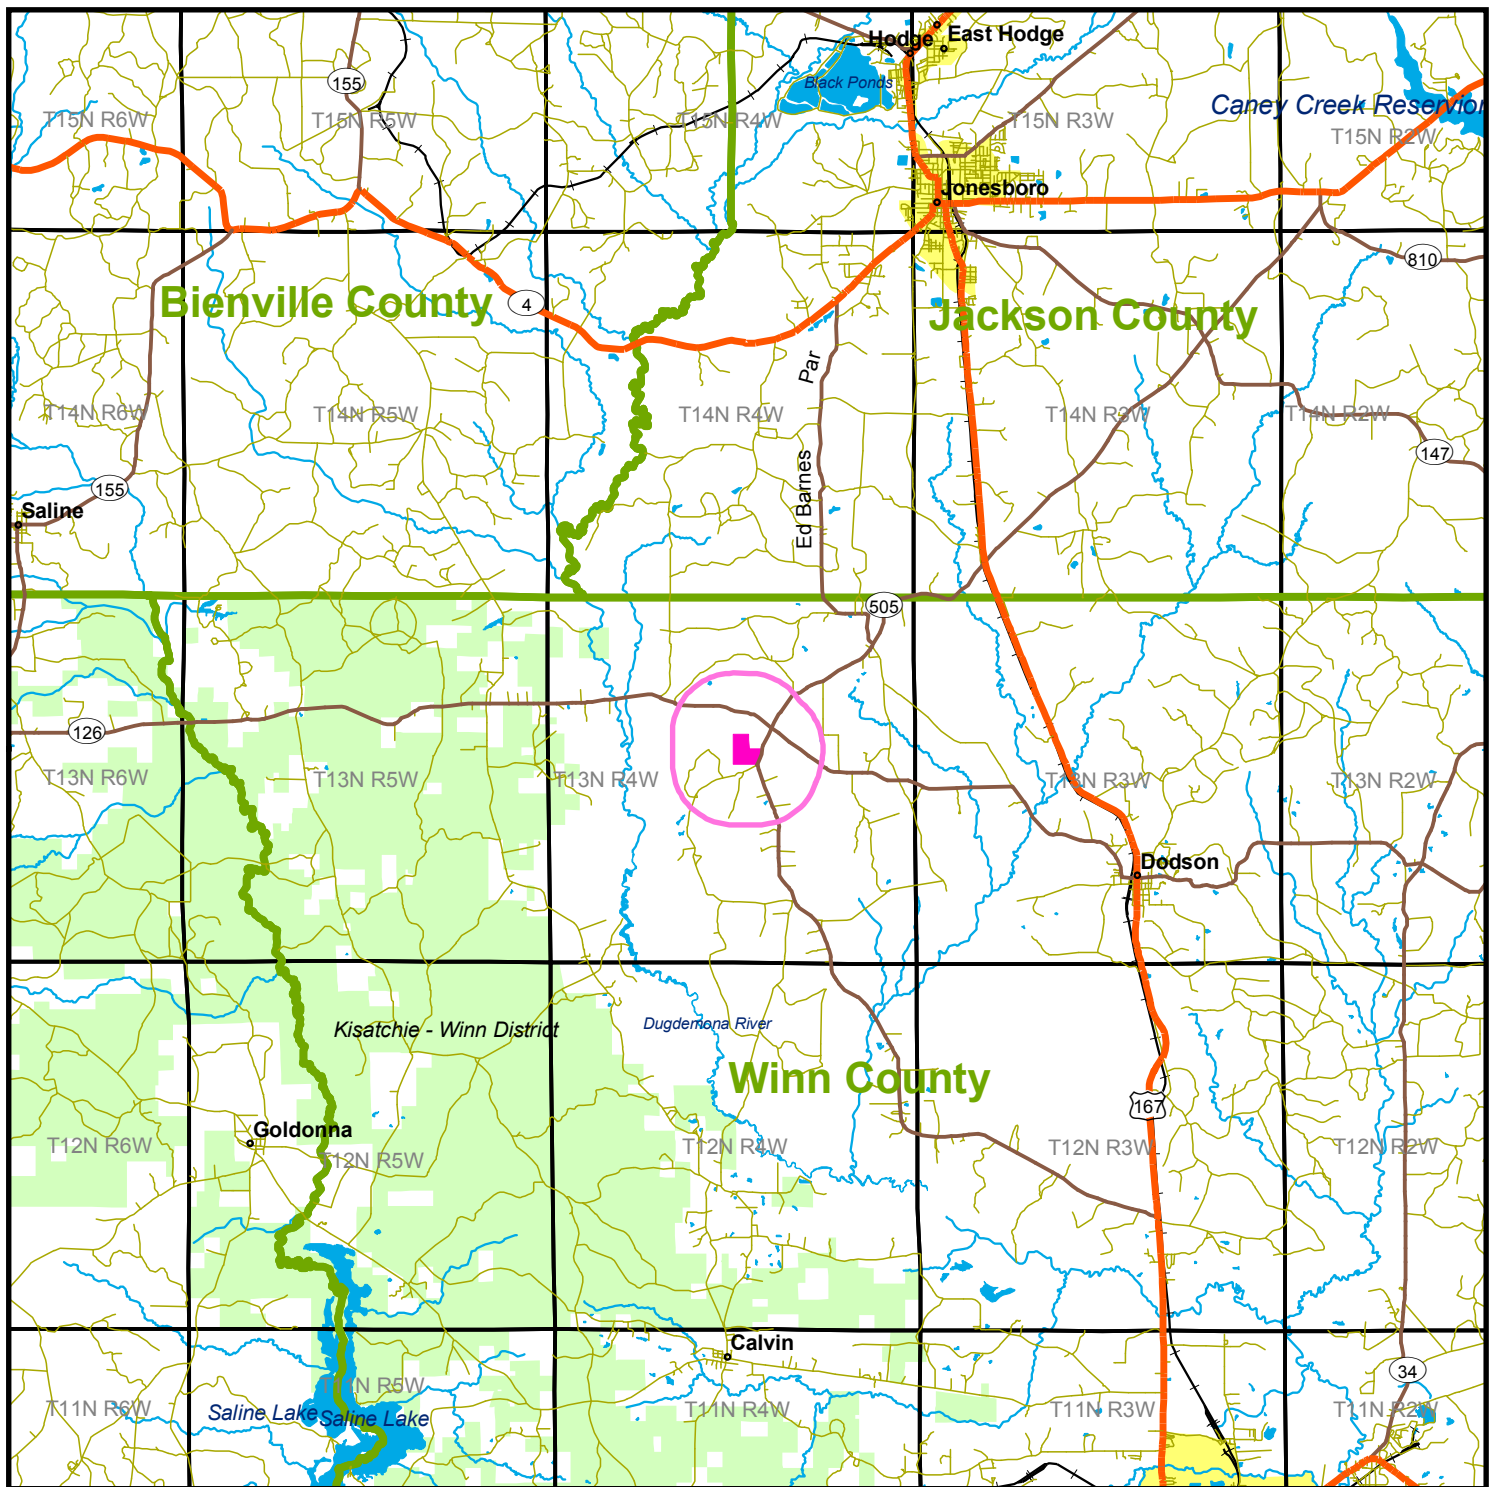 Hodge
East Hodge
155
Black Ponds
Caney Creek Reservior
T15N R6W
T15N R5W
T15N R4W
T15N R3W
T15N R2W
Jonesboro
810
Bienville County
4
Jackson County
Ed Barnes Par
T14N R6W
T14N R5W
T14N R4W
T14N R3W
T14N R2W
147
155
Saline
505
126
T13N R6W
T13N R5W
T13N R4W
T13N R3W
T13N R2W
Dodson
Kisatchie - Winn District
Dugdemona River
Winn County
167
Goldonna
T12N R6W
T12N R5W
T12N R4W
T12N R3W
T12N R2W
Calvin
34
T11N R6W
T11N R5W
T11N R4W
T11N R3W
T11N R2W
Saline Lake
Saline Lake